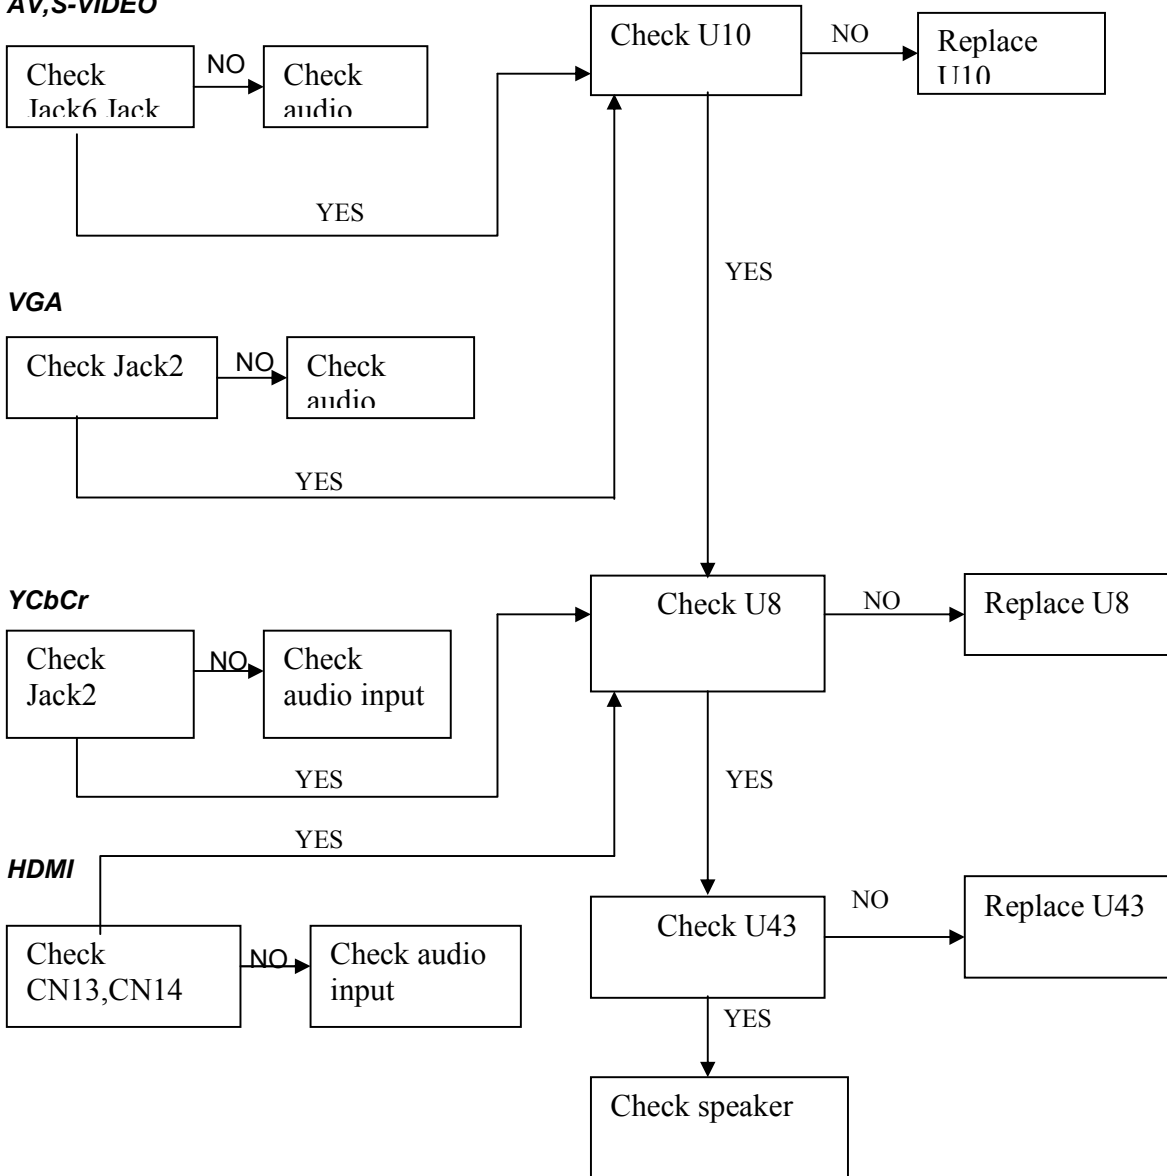 AV,S-VIDEO
Check U10
NO
Replace
U10
Check
Jack6 Jack
NO
Check
audio
YES
YES
VGA
Check Jack2
NO
Check
audio
YES
YCbCr
Check U8
NO
Replace U8
Check
Jack2
NO
Check
audio input
YES
YES
YES
HDMI
Check U43
NO
Replace U43
Check
CN13,CN14
NO
Check audio
input
YES
Check speaker